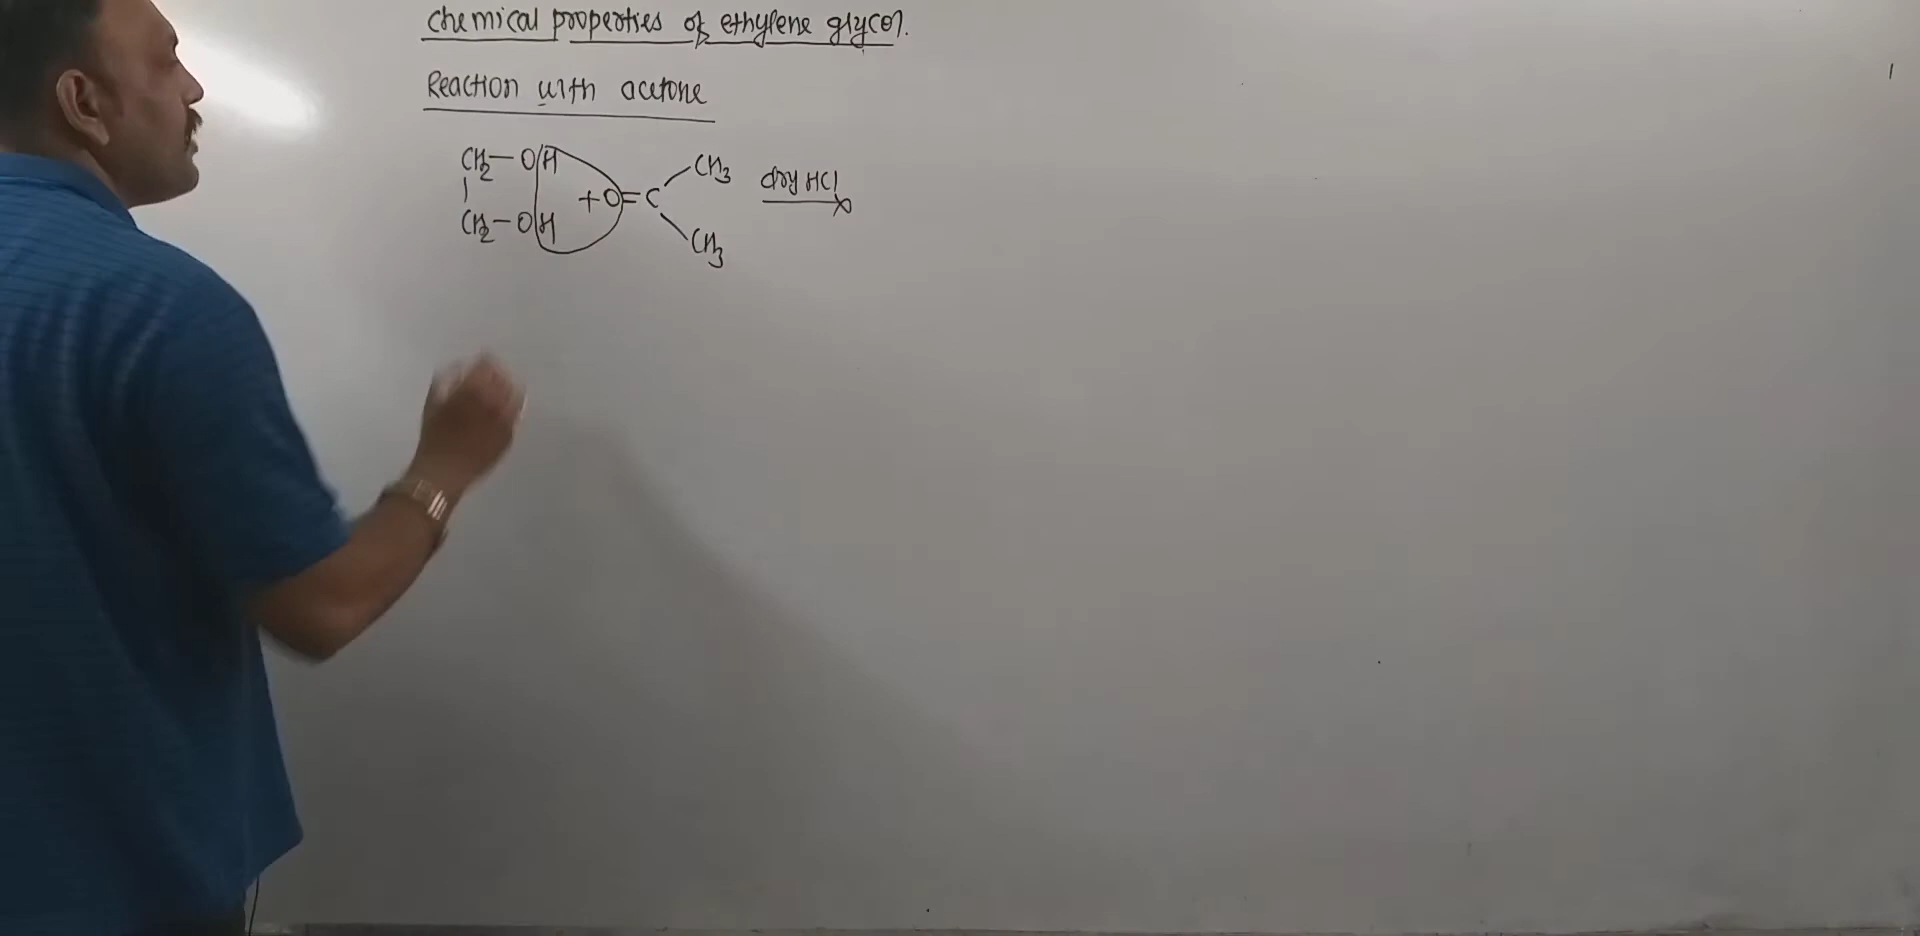 Chemical properties of ethylene glycol.
Reaction with acetone
CH2—OH
CH3
dry HCl
+ O=C
CH2—OH
CH3